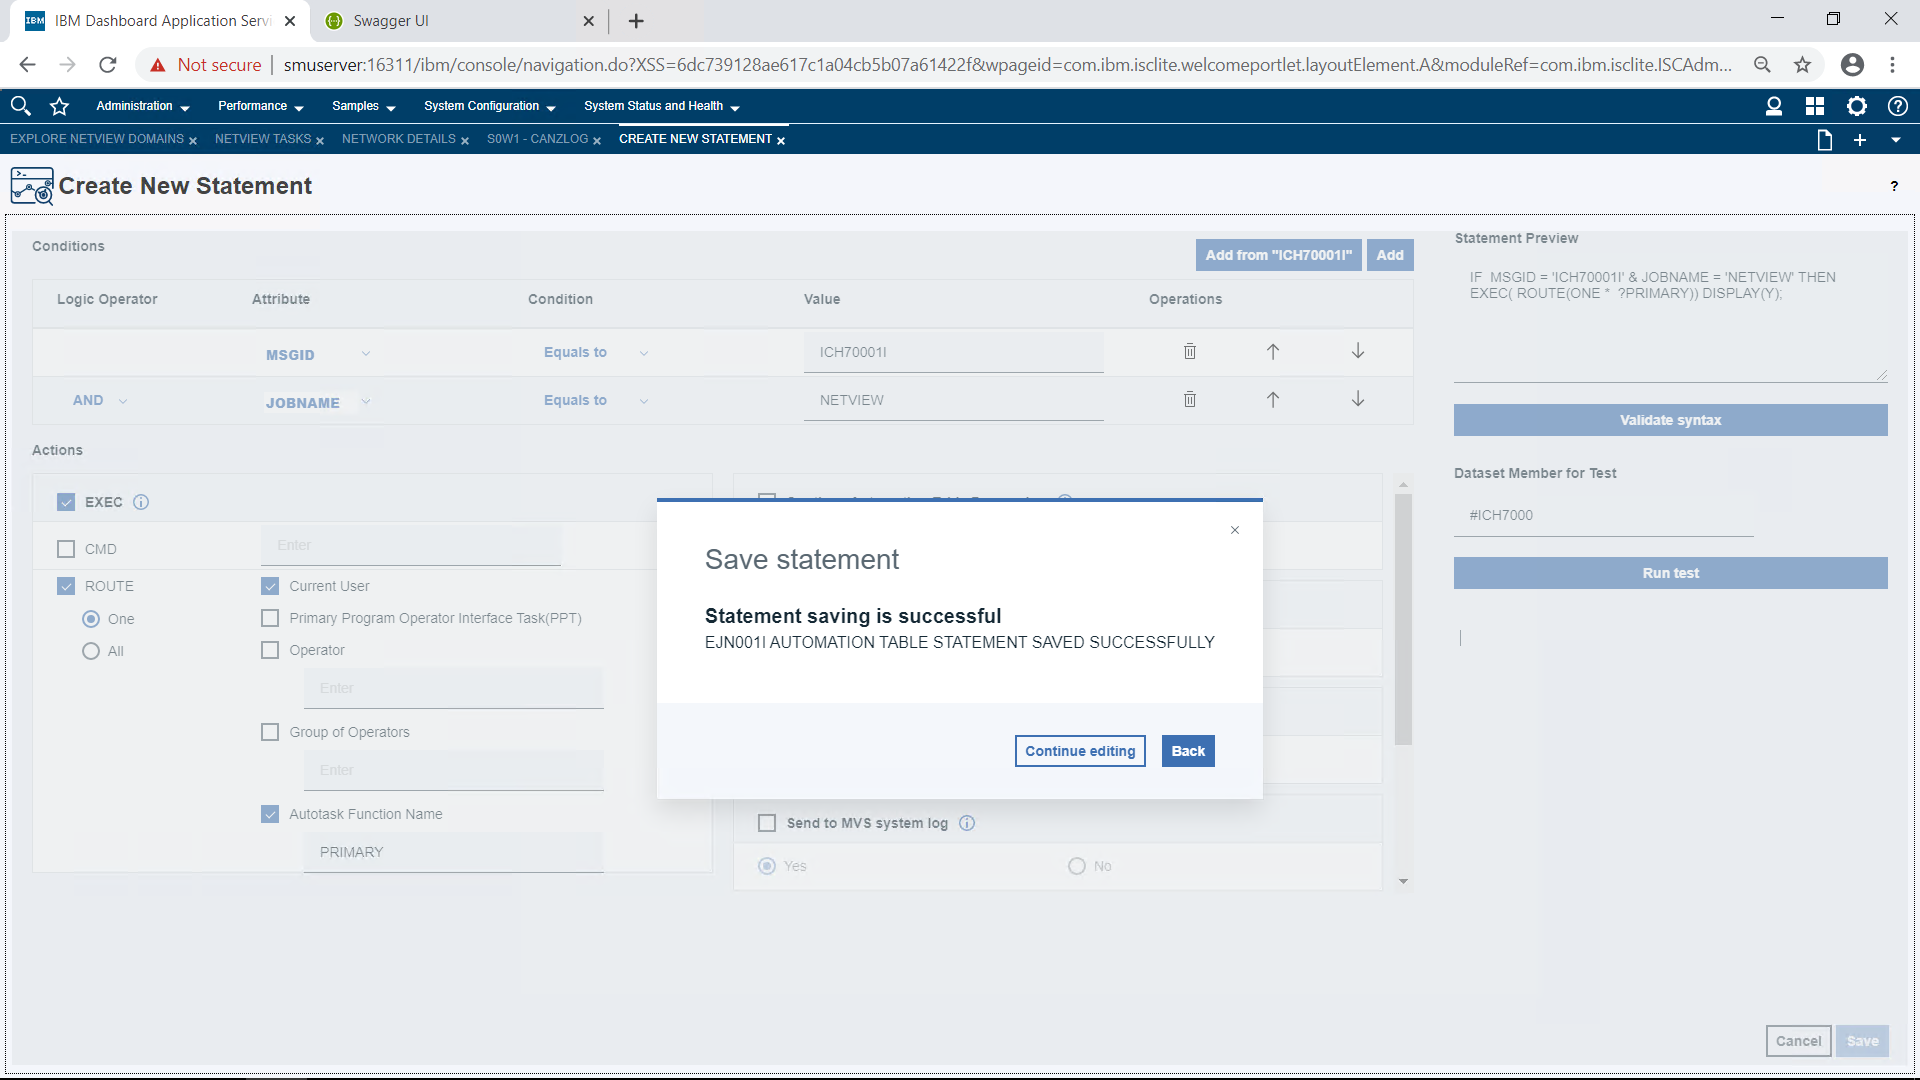 IBM Dashboard Application Servi
Swagger UI
Not secure
smuserver:16311/ibm/console/navigation.do?XSS=6dc739128ae617c1a04cb5b07a61422f&wpageid=com.ibm.isclite.welcomeportlet.layoutElement.A&moduleRef=com.ibm.isclite.ISCAdm...
Administration
Performance
Samples
System Configuration
System Status and Health
EXPLORE NETVIEW DOMAINS
NETVIEW TASKS
NETWORK DETAILS
S0W1 - CANZLOG
CREATE NEW STATEMENT
Create New Statement
?
Conditions
Add from "ICH70001I"
Add
Logic Operator
Attribute
Condition
Value
Operations
MSGID
Equals to
ICH70001I
AND
JOBNAME
Equals to
NETVIEW
Actions
EXEC
CMD
Enter
ROUTE
Current User
One
Primary Program Operator Interface Task(PPT)
All
Operator
Enter
Group of Operators
Enter
Autotask Function Name
PRIMARY
Save statement
Statement saving is successful
EJN001I AUTOMATION TABLE STATEMENT SAVED SUCCESSFULLY
Continue editing
Back
Send to MVS system log
Yes
No
Statement Preview
IF MSGID = 'ICH70001I' & JOBNAME = 'NETVIEW' THEN
EXEC( ROUTE(ONE * ?PRIMARY)) DISPLAY(Y);
Validate syntax
Dataset Member for Test
#ICH7000
Run test
Cancel
Save